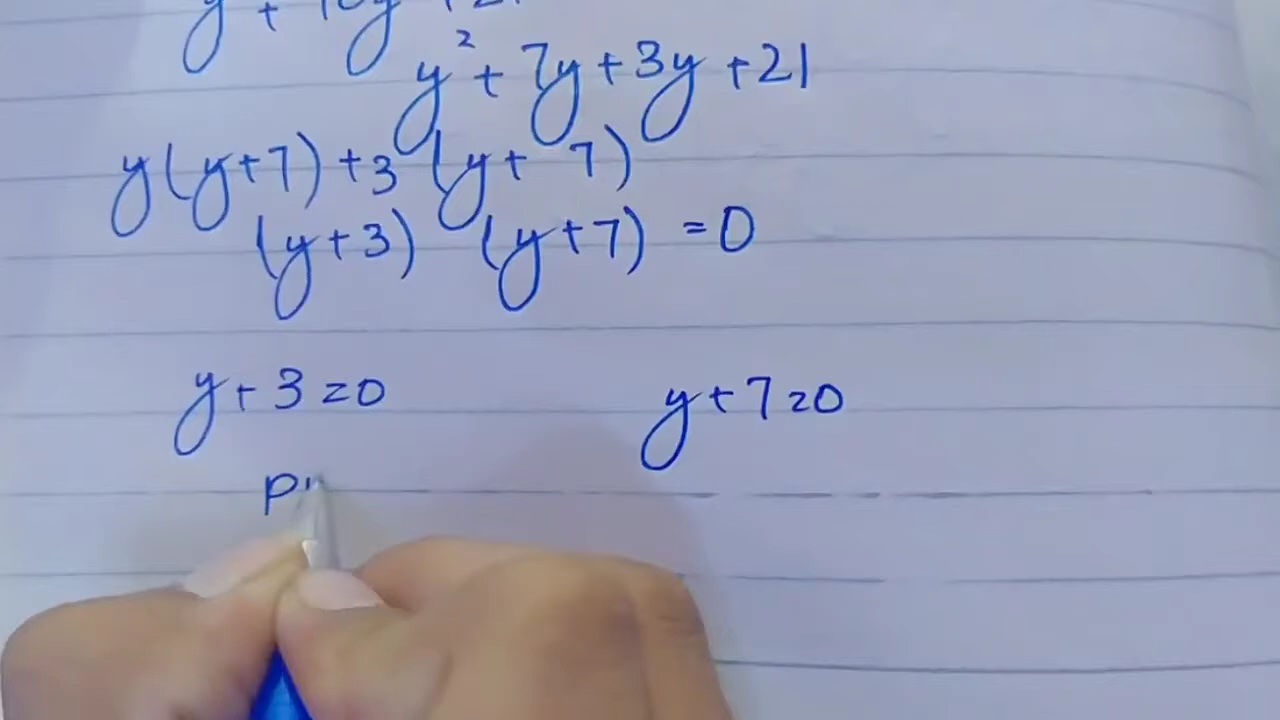 y² + 7y + 3y + 21
y(y+7) + 3 (y + 7)
(y+3) (y+7) = 0
y + 3 = 0 y + 7 = 0